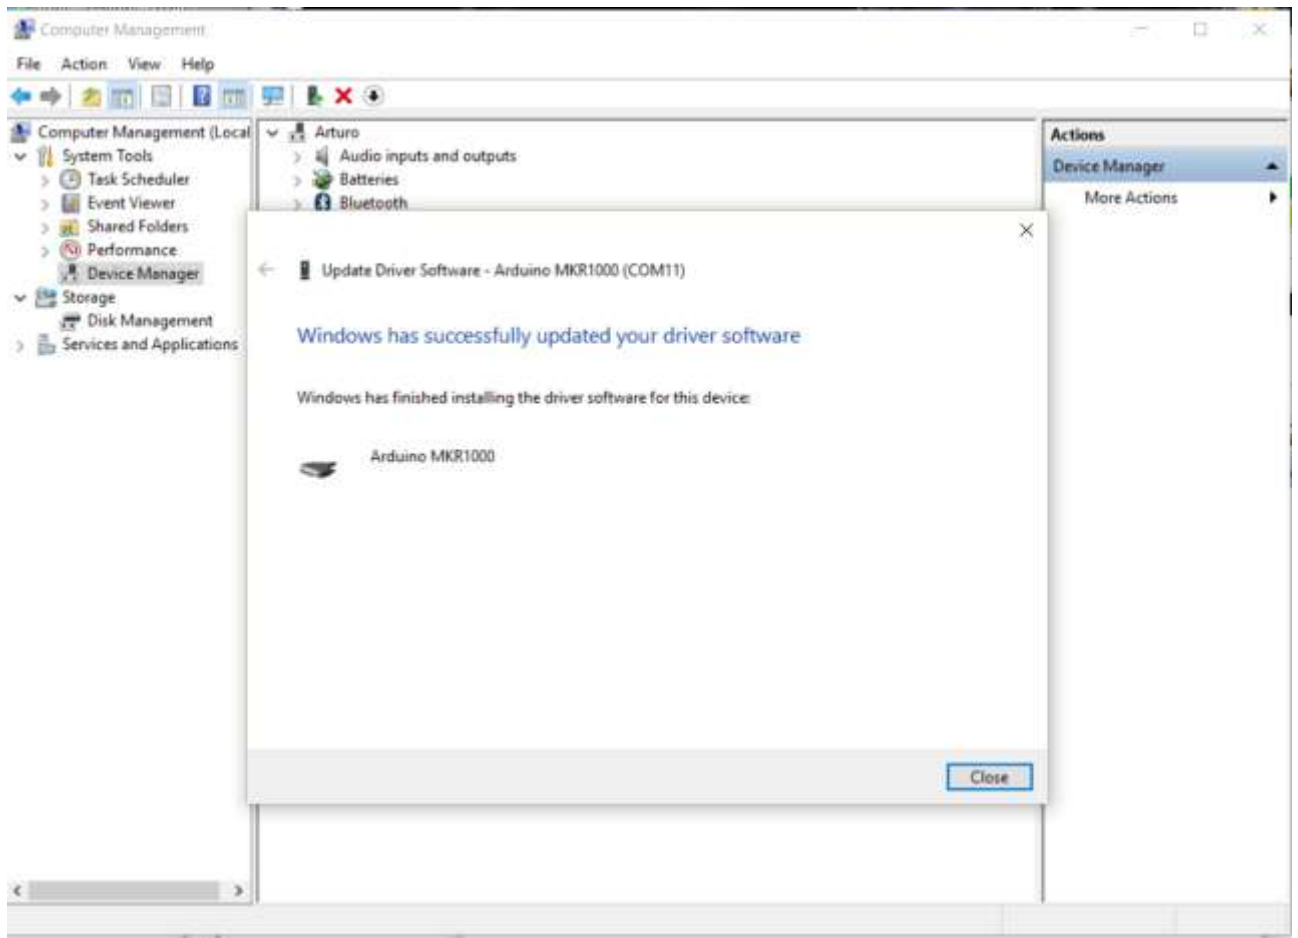 Computer Management
File Action View Help
Computer Management (Local
System Tools
Task Scheduler
Event Viewer
Shared Folders
Performance
Device Manager
Storage
Disk Management
Services and Applications
Arturo
Audio inputs and outputs
Batteries
Bluetooth
Actions
Device Manager
More Actions
Update Driver Software - Arduino MKR1000 (COM11)
Windows has successfully updated your driver software
Windows has finished installing the driver software for this device:
Arduino MKR1000
Close